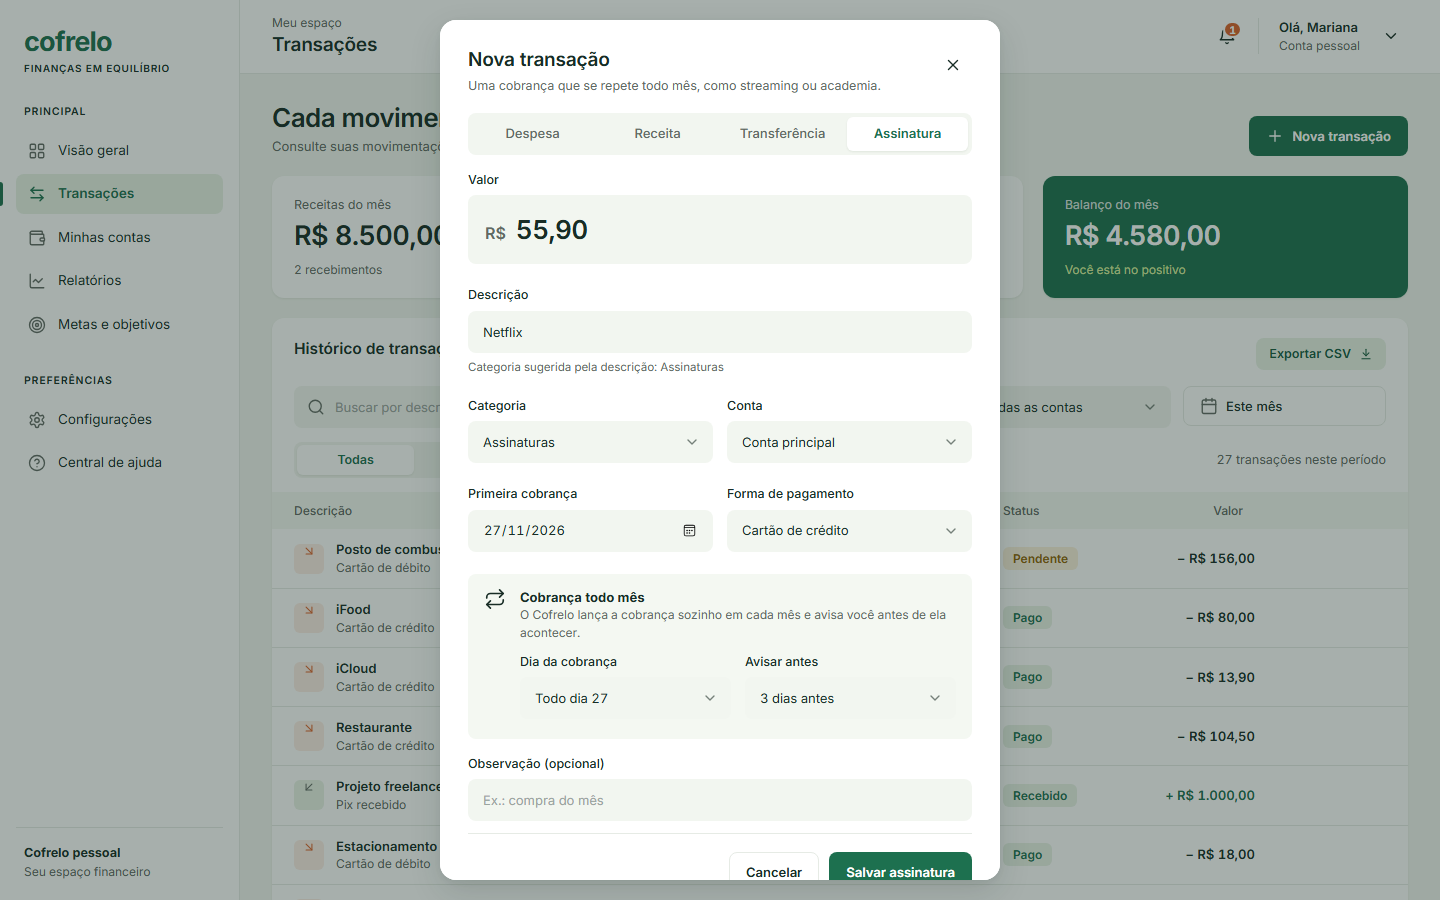 cofrelo
FINANÇAS EM EQUILÍBRIO
PRINCIPAL
Visão geral
Transações
Minhas contas
Relatórios
Metas e objetivos
PREFERÊNCIAS
Configurações
Central de ajuda
Cofrelo pessoal
Seu espaço financeiro
Meu espaço
Transações
1
Olá, Mariana
Conta pessoal
Cada
Consulte suas
Nova transação
Receitas do mês
R$ 8.500,00
2 recebimentos
Balanço do mês
R$ 4.580,00
Você está no positivo
Histórico de
Exportar CSV
Buscar por
as contas
Este mês
Todas
27 transações neste período
Descrição
Status
Valor
Posto de
Cartão de débito
Pendente
− R$ 156,00
iFood
Cartão de crédito
Pago
− R$ 80,00
iCloud
Cartão de crédito
Pago
− R$ 13,90
Restaurante
Cartão de crédito
Pago
− R$ 104,50
Projeto freelance
Pix recebido
Recebido
+ R$ 1.000,00
Estacionamento
Cartão de débito
Pago
− R$ 18,00
Nova transação
Uma cobrança que se repete todo mês, como streaming ou academia.
Despesa
Receita
Transferência
Assinatura
Valor
R$ 55,90
Descrição
Netflix
Categoria sugerida pela descrição: Assinaturas
Categoria
Conta
Assinaturas
Conta principal
Primeira cobrança
Forma de pagamento
27/11/2026
Cartão de crédito
Cobrança todo mês
O Cofrelo lança a cobrança sozinho em cada mês e avisa você antes de ela
acontecer.
Dia da cobrança
Avisar antes
Todo dia 27
3 dias antes
Observação (opcional)
Ex.: compra do mês
Cancelar
Salvar assinatura